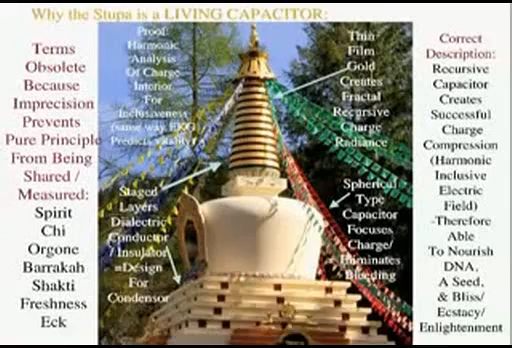 Why the Stupa is a LIVING CAPACITOR:
Terms
Obsolete
Because
Imprecision
Prevents
Pure Principle
From Being
Shared /
Measured:
Spirit
Chi
Orgone
Barrakah
Shakti
Freshness
Eck
Proof:
Harmonic
Analysis
Of Charge
Interior
For
Inclusiveness
(same way EKG
Predicts vitality)
Staged
Layers
Dialectric
Conductor
/ Insulator
=Design
For
Condensor
Thin
Film
Gold
Creates
Fractal
Recursive
Charge
Radiance
Spherical
Type
Capacitor
Focuses
Charge/
Eliminates
Bleeding
Correct
Description:
Recursive
Capacitor
Creates
Successful
Charge
Compression
(Harmonic
Inclusive
Electric
Field)
-Therefore
Able
To Nourish
DNA,
A Seed,
& Bliss/
Ecstacy/
Enlightenment